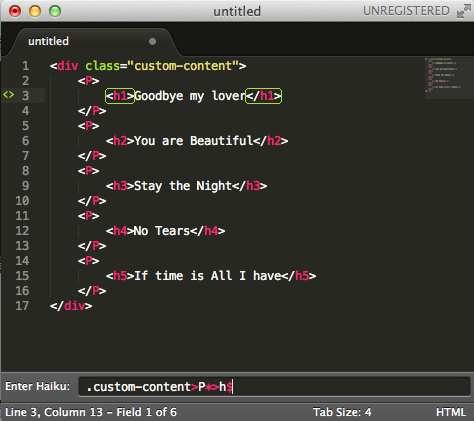 untitled
UNREGISTERED
untitled
1 <div class="custom-content">
2 <P>
<> 3 <h1>Goodbye my lover</h1>
4 </P>
5 <P>
6 <h2>You are Beautiful</h2>
7 </P>
8 <P>
9 <h3>Stay the Night</h3>
10 </P>
11 <P>
12 <h4>No Tears</h4>
13 </P>
14 <P>
15 <h5>If time is All I have</h5>
16 </P>
17 </div>
Enter Haiku: .custom-content>P*>h$
Line 3, Column 13 – Field 1 of 6 Tab Size: 4 HTML